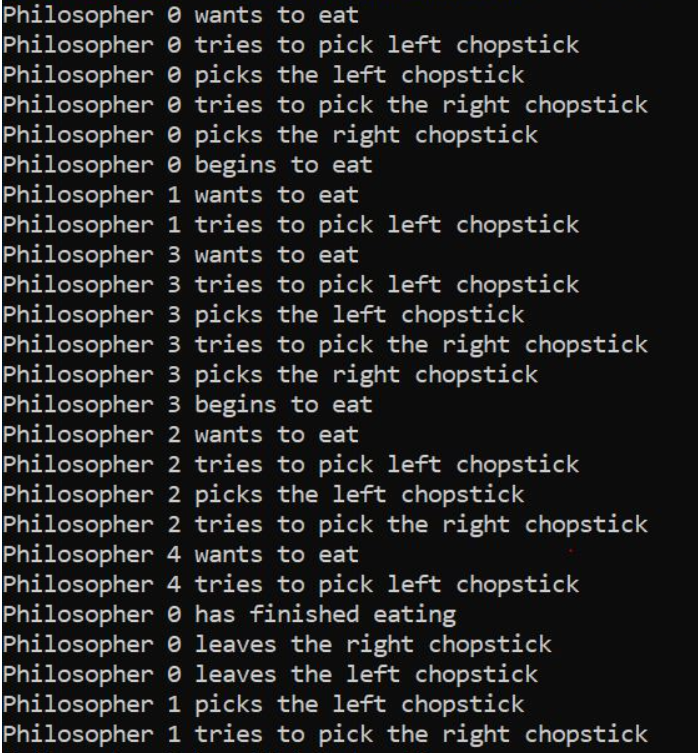 Philosopher 0 wants to eat
Philosopher 0 tries to pick left chopstick
Philosopher 0 picks the left chopstick
Philosopher 0 tries to pick the right chopstick
Philosopher 0 picks the right chopstick
Philosopher 0 begins to eat
Philosopher 1 wants to eat
Philosopher 1 tries to pick left chopstick
Philosopher 3 wants to eat
Philosopher 3 tries to pick left chopstick
Philosopher 3 picks the left chopstick
Philosopher 3 tries to pick the right chopstick
Philosopher 3 picks the right chopstick
Philosopher 3 begins to eat
Philosopher 2 wants to eat
Philosopher 2 tries to pick left chopstick
Philosopher 2 picks the left chopstick
Philosopher 2 tries to pick the right chopstick
Philosopher 4 wants to eat
Philosopher 4 tries to pick left chopstick
Philosopher 0 has finished eating
Philosopher 0 leaves the right chopstick
Philosopher 0 leaves the left chopstick
Philosopher 1 picks the left chopstick
Philosopher 1 tries to pick the right chopstick